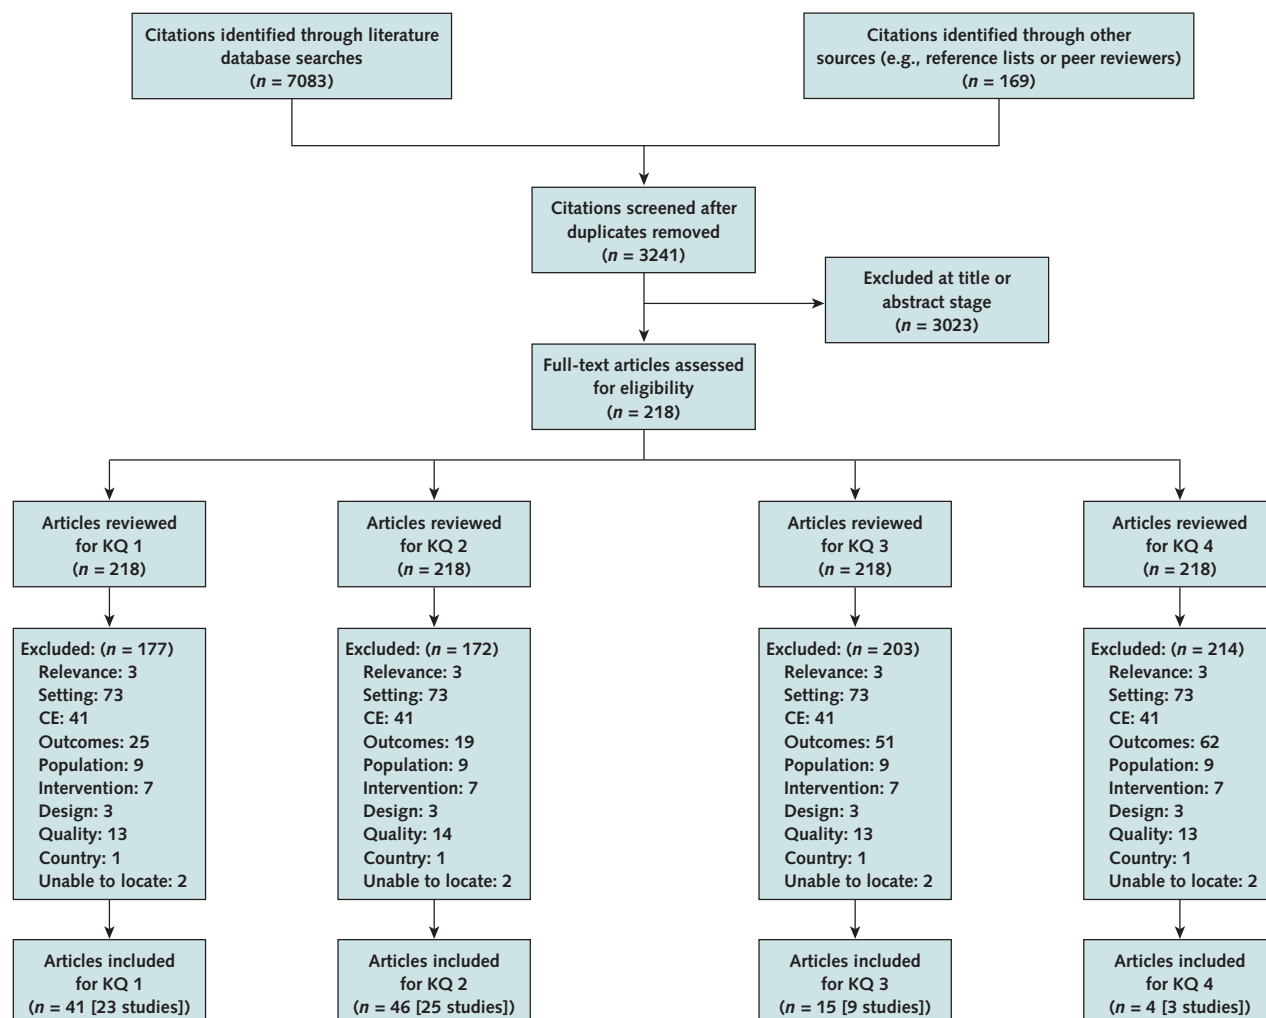 Citations identified through literature
database searches
(n = 7083)
Citations identified through other
sources (e.g., reference lists or peer reviewers)
(n = 169)
Citations screened after
duplicates removed
(n = 3241)
Excluded at title or
abstract stage
(n = 3023)
Full-text articles assessed
for eligibility
(n = 218)
Articles reviewed
for KQ 1
(n = 218)
Articles reviewed
for KQ 2
(n = 218)
Articles reviewed
for KQ 3
(n = 218)
Articles reviewed
for KQ 4
(n = 218)
Excluded: (n = 177)
Relevance: 3
Setting: 73
CE: 41
Outcomes: 25
Population: 9
Intervention: 7
Design: 3
Quality: 13
Country: 1
Unable to locate: 2
Excluded: (n = 172)
Relevance: 3
Setting: 73
CE: 41
Outcomes: 19
Population: 9
Intervention: 7
Design: 3
Quality: 14
Country: 1
Unable to locate: 2
Excluded: (n = 203)
Relevance: 3
Setting: 73
CE: 41
Outcomes: 51
Population: 9
Intervention: 7
Design: 3
Quality: 13
Country: 1
Unable to locate: 2
Excluded: (n = 214)
Relevance: 3
Setting: 73
CE: 41
Outcomes: 62
Population: 9
Intervention: 7
Design: 3
Quality: 13
Country: 1
Unable to locate: 2
Articles included
for KQ 1
(n = 41 [23 studies])
Articles included
for KQ 2
(n = 46 [25 studies])
Articles included
for KQ 3
(n = 15 [9 studies])
Articles included
for KQ 4
(n = 4 [3 studies])